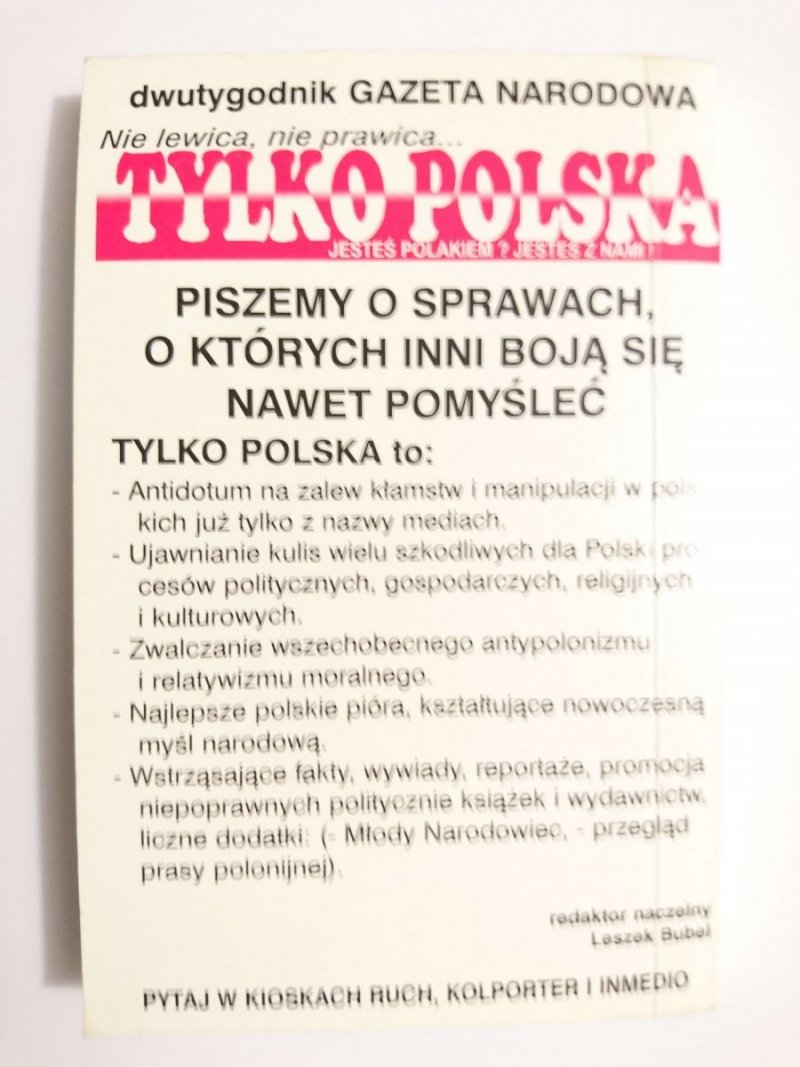 dwutygodnik GAZETA NARODOWA
Nie lewica, nie prawica...
TYLKO POLSKA
JESTEŚ POLAKIEM ? JESTEŚ Z NAMI !
PISZEMY O SPRAWACH,
O KTÓRYCH INNI BOJĄ SIĘ
NAWET POMYŚLEĆ
TYLKO POLSKA to:
- Antidotum na zalew kłamstw i manipulacji w pols-
kich już tylko z nazwy mediach.
- Ujawnianie kulis wielu szkodliwych dla Polski pro-
cesów politycznych, gospodarczych, religijnych
i kulturowych.
- Zwalczanie wszechobecnego antypolonizmu
i relatywizmu moralnego.
- Najlepsze polskie pióra, kształtujące nowoczesną
myśl narodową.
- Wstrząsające fakty, wywiady, reportaże, promocja
niepoprawnych politycznie książek i wydawnictw,
liczne dodatki: (- Młody Narodowiec, - przegląd
prasy polonijnej).
redaktor naczelny
Leszek Bubel
PYTAJ W KIOSKACH RUCH, KOLPORTER I INMEDIO